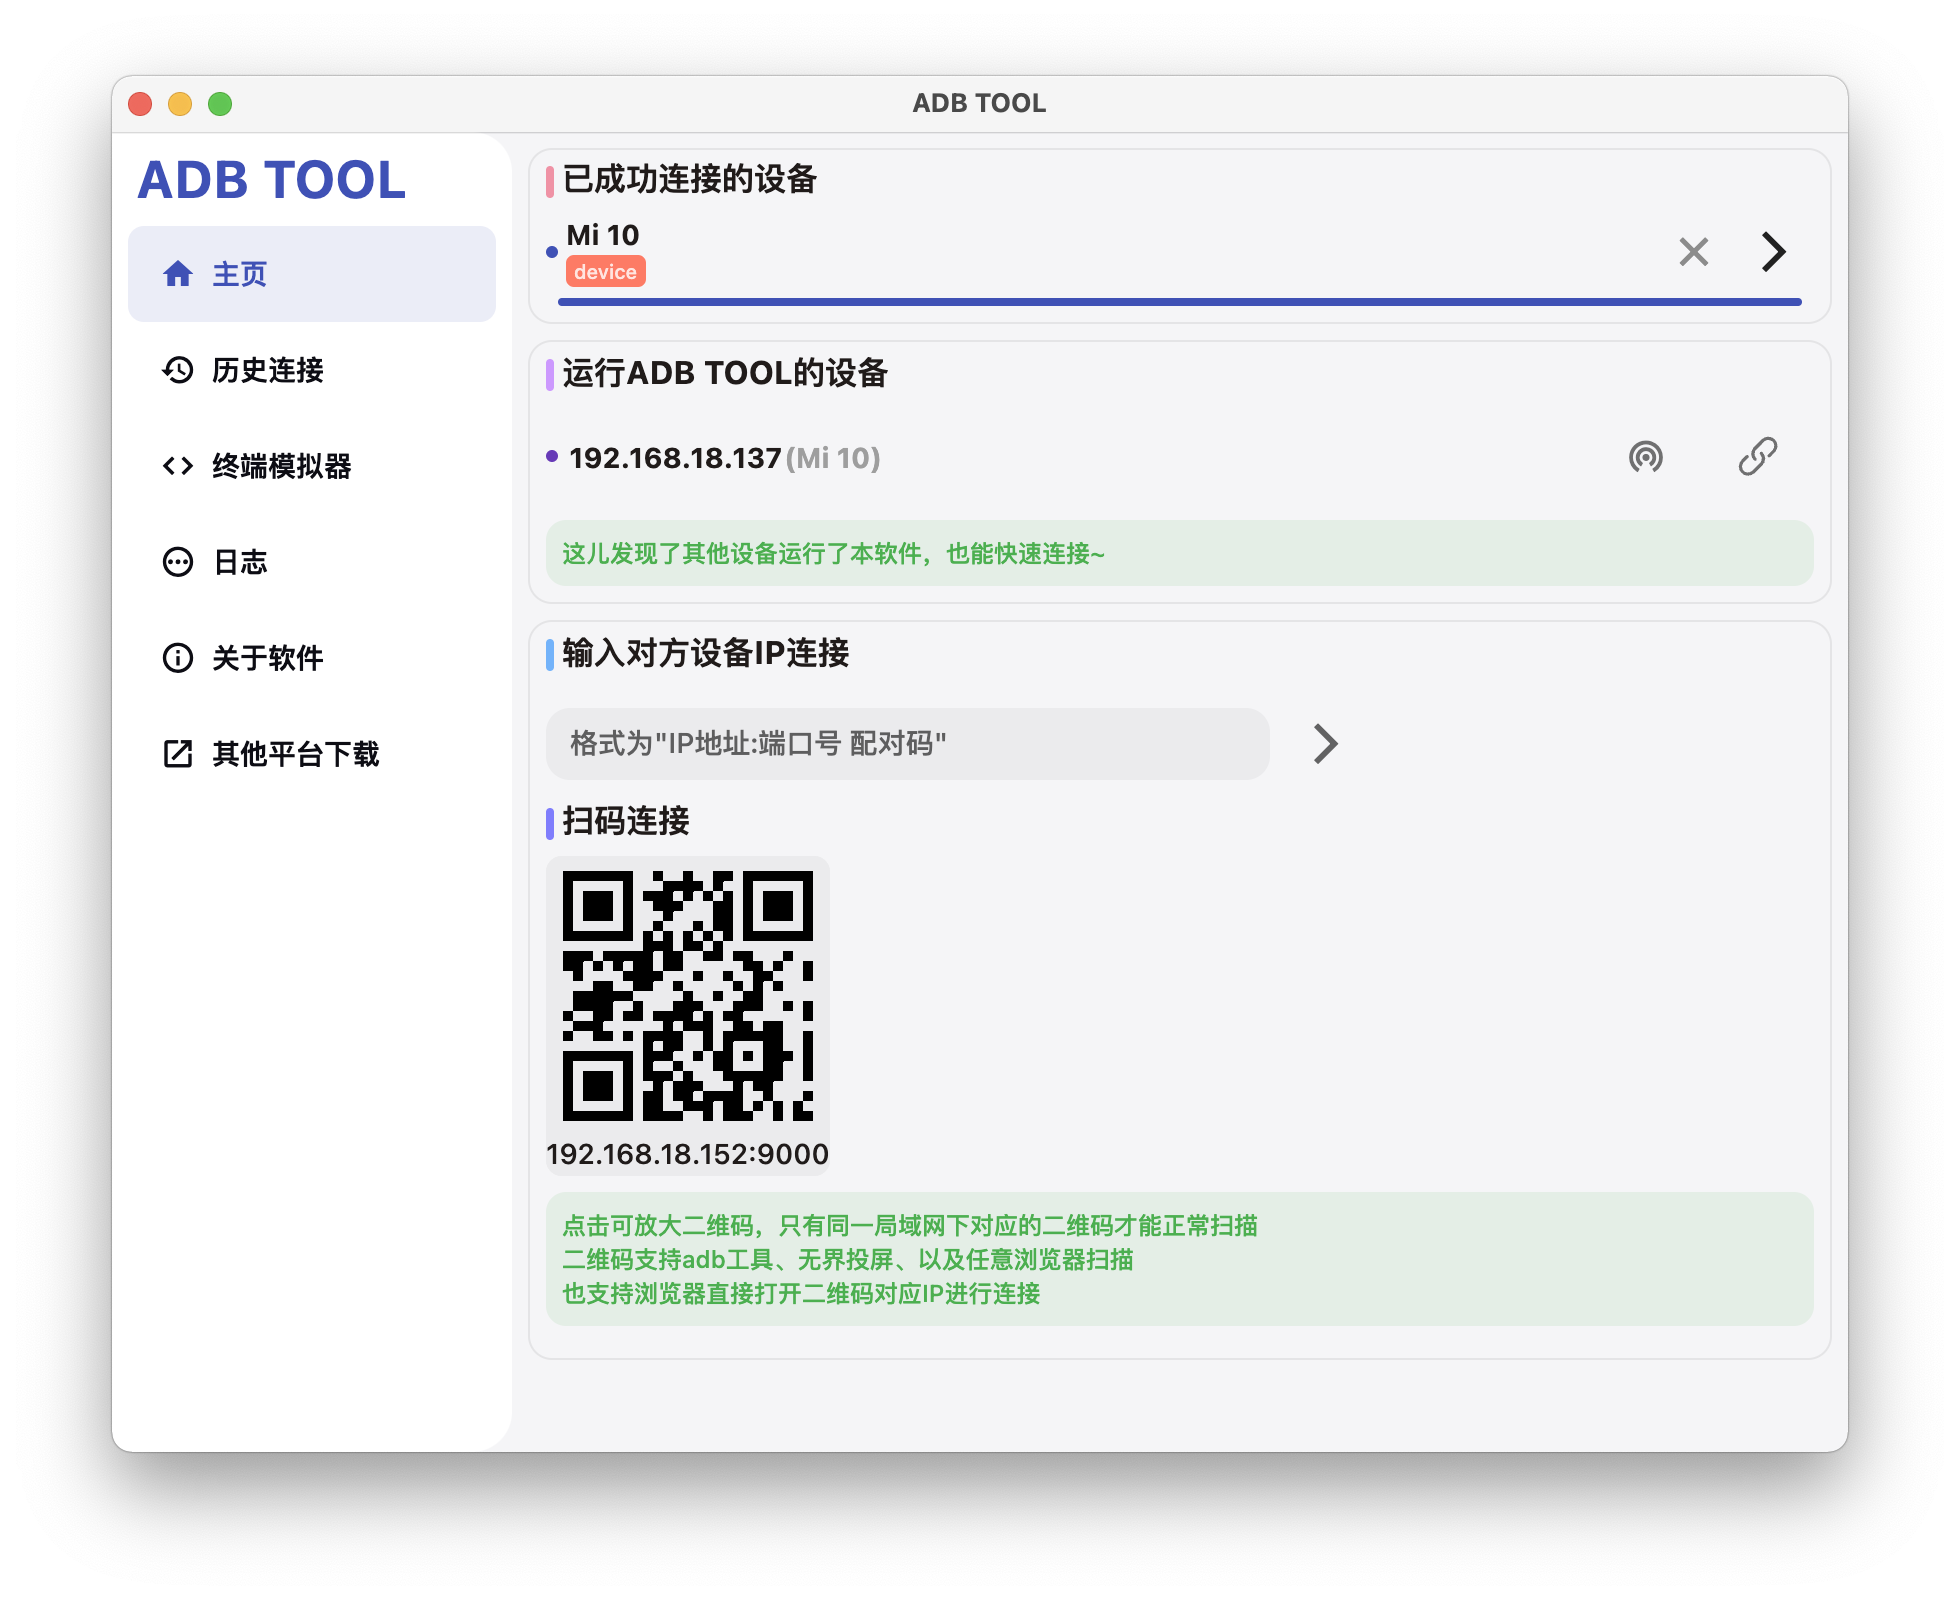 ADB TOOL
ADB TOOL
主页
历史连接
终端模拟器
日志
关于软件
其他平台下载
已成功连接的设备
Mi 10
device
运行ADB TOOL的设备
192.168.18.137(Mi 10)
这儿发现了其他设备运行了本软件，也能快速连接~
输入对方设备IP连接
格式为"IP地址:端口号 配对码"
扫码连接
192.168.18.152:9000
点击可放大二维码，只有同一局域网下对应的二维码才能正常扫描
二维码支持adb工具、无界投屏、以及任意浏览器扫描
也支持浏览器直接打开二维码对应IP进行连接